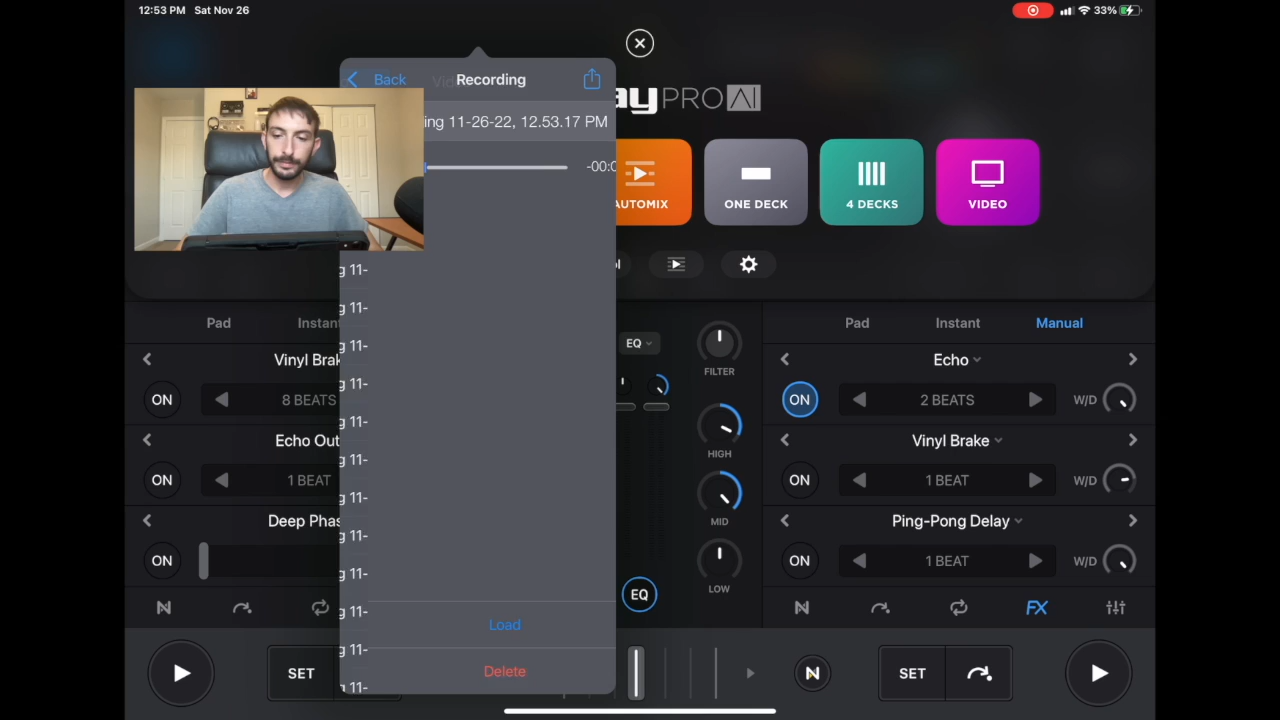 12:53 PM Sat Nov 26
33%
Back
Recording
ing 11-26-22, 12.53.17 PM
-00:0
ay PRO AI
AUTOMIX
ONE DECK
4 DECKS
VIDEO
g 11-
g 11-
g 11-
g 11-
g 11-
g 11-
g 11-
g 11-
g 11-
g 11-
g 11-
g 11-
Load
Delete
Pad
Instant
Vinyl Brak
ON
8 BEATS
Echo Out
ON
1 BEAT
Deep Phas
ON
SET
EQ
FILTER
HIGH
MID
LOW
EQ
Pad
Instant
Manual
Echo
ON
2 BEATS
W/D
Vinyl Brake
ON
1 BEAT
W/D
Ping-Pong Delay
ON
1 BEAT
W/D
FX
SET